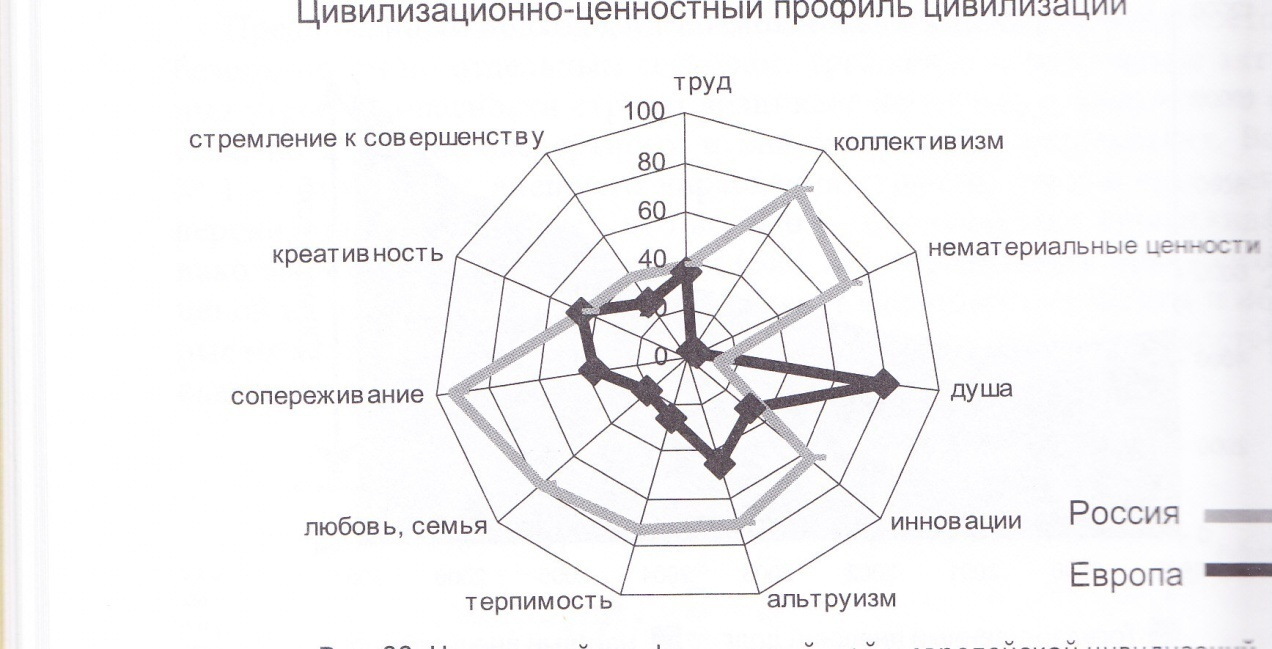 Цивилизационно-ценностный профиль цивилизации
труд
100
стремление к совершенству
коллективизм
80
60
креативность
нематериальные ценности
40
0
сопереживание
душа
любовь, семья
инновации
Россия
терпимость
альтруизм
Европа